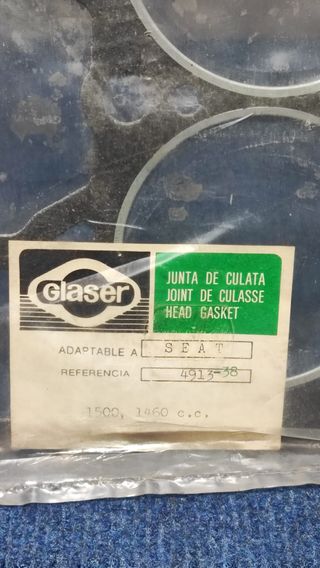 Glaser
JUNTA DE CULATA
JOINT DE CULASSE
HEAD GASKET
ADAPTABLE A SEAT
REFERENCIA 4913-38
1500, 1460 c.c.